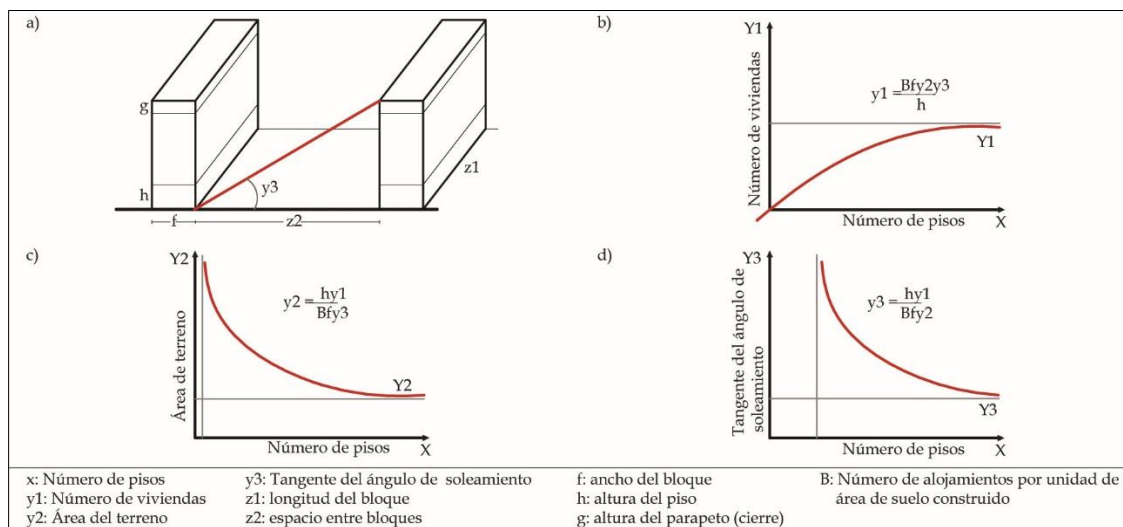 a)
g
h
f
z2
y3
z1
b)
Y1
Número de viviendas
y1 = Bfy2y3
h
Y1
Número de pisos
X
c)
Y2
Área de terreno
y2 = hy1
Bfy3
Y2
Número de pisos
X
d)
Y3
Tangente del ángulo de
soleamiento
y3 = hy1
Bfy2
Y3
Número de pisos
X
x: Número de pisos
y1: Número de viviendas
y2: Área del terreno
y3: Tangente del ángulo de soleamiento
z1: longitud del bloque
z2: espacio entre bloques
f: ancho del bloque
h: altura del piso
g: altura del parapeto (cierre)
B: Número de alojamientos por unidad de
área de suelo construido